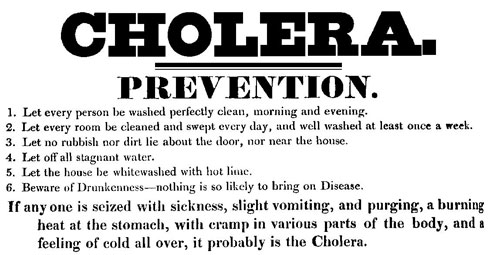 CHOLERA.
PREVENTION.
1. Let every person be washed perfectly clean, morning and evening.
2. Let every room be cleaned and swept every day, and well washed at least once a week.
3. Let no rubbish nor dirt lie about the door, nor near the house.
4. Let off all stagnant water.
5. Let the house be whitewashed with hot lime.
6. Beware of Drunkenness—nothing is so likely to bring on Disease.
If any one is seized with sickness, slight vomiting, and purging, a burning
heat at the stomach, with cramp in various parts of the body, and a
feeling of cold all over, it probably is the Cholera.